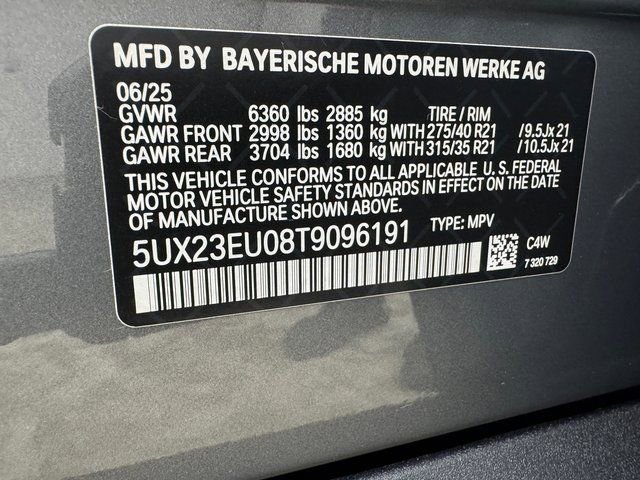 MFD BY BAYERISCHE MOTOREN WERKE AG
06/25
GVWR 6360 lbs 2885 kg TIRE / RIM
GAWR FRONT 2998 lbs 1360 kg WITH 275/40 R21 /9.5Jx21
GAWR REAR 3704 lbs 1680 kg WITH 315/35 R21 /10.5Jx21
THIS VEHICLE CONFORMS TO ALL APPLICABLE U.S. FEDERAL
MOTOR VEHICLE SAFETY STANDARDS IN EFFECT ON THE DATE
OF MANUFACTURE SHOWN ABOVE.
5UX23EU08T9096191 TYPE: MPV
C4W
7 320 729